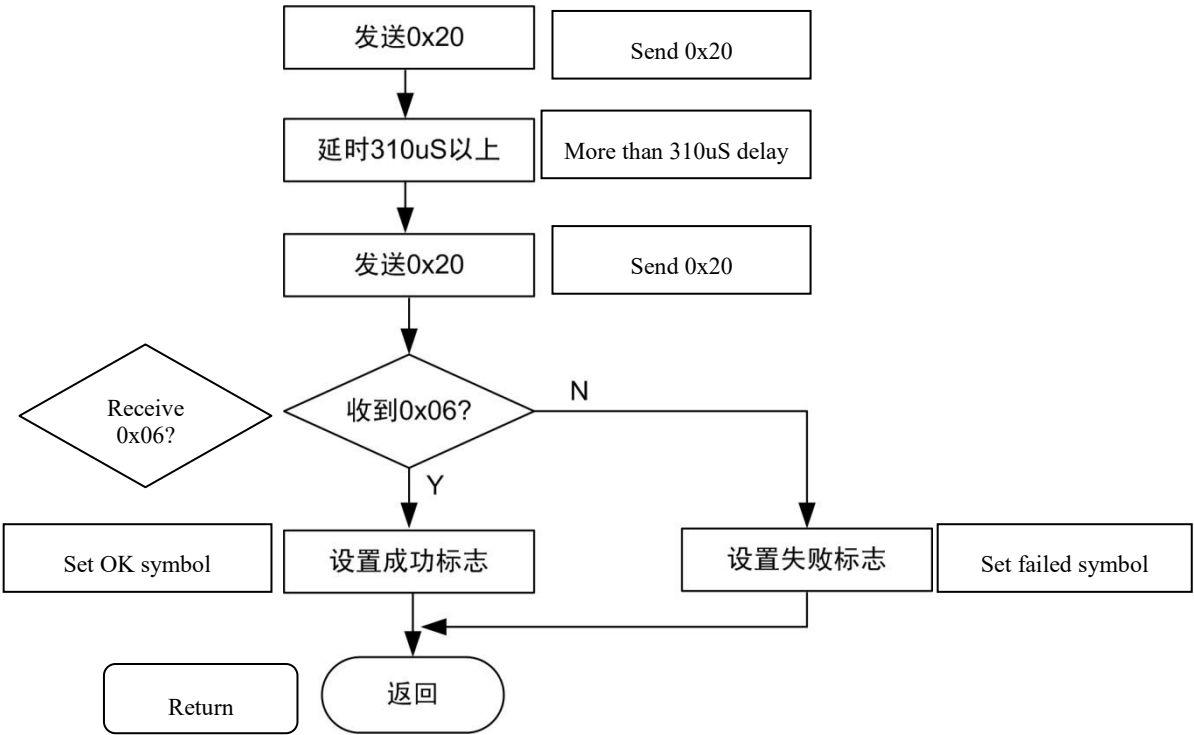 发送0x20
Send 0x20
延时310uS以上
More than 310uS delay
发送0x20
Send 0x20
Receive
0x06?
收到0x06?
N
Y
Set OK symbol
设置成功标志
设置失败标志
Set failed symbol
Return
返回